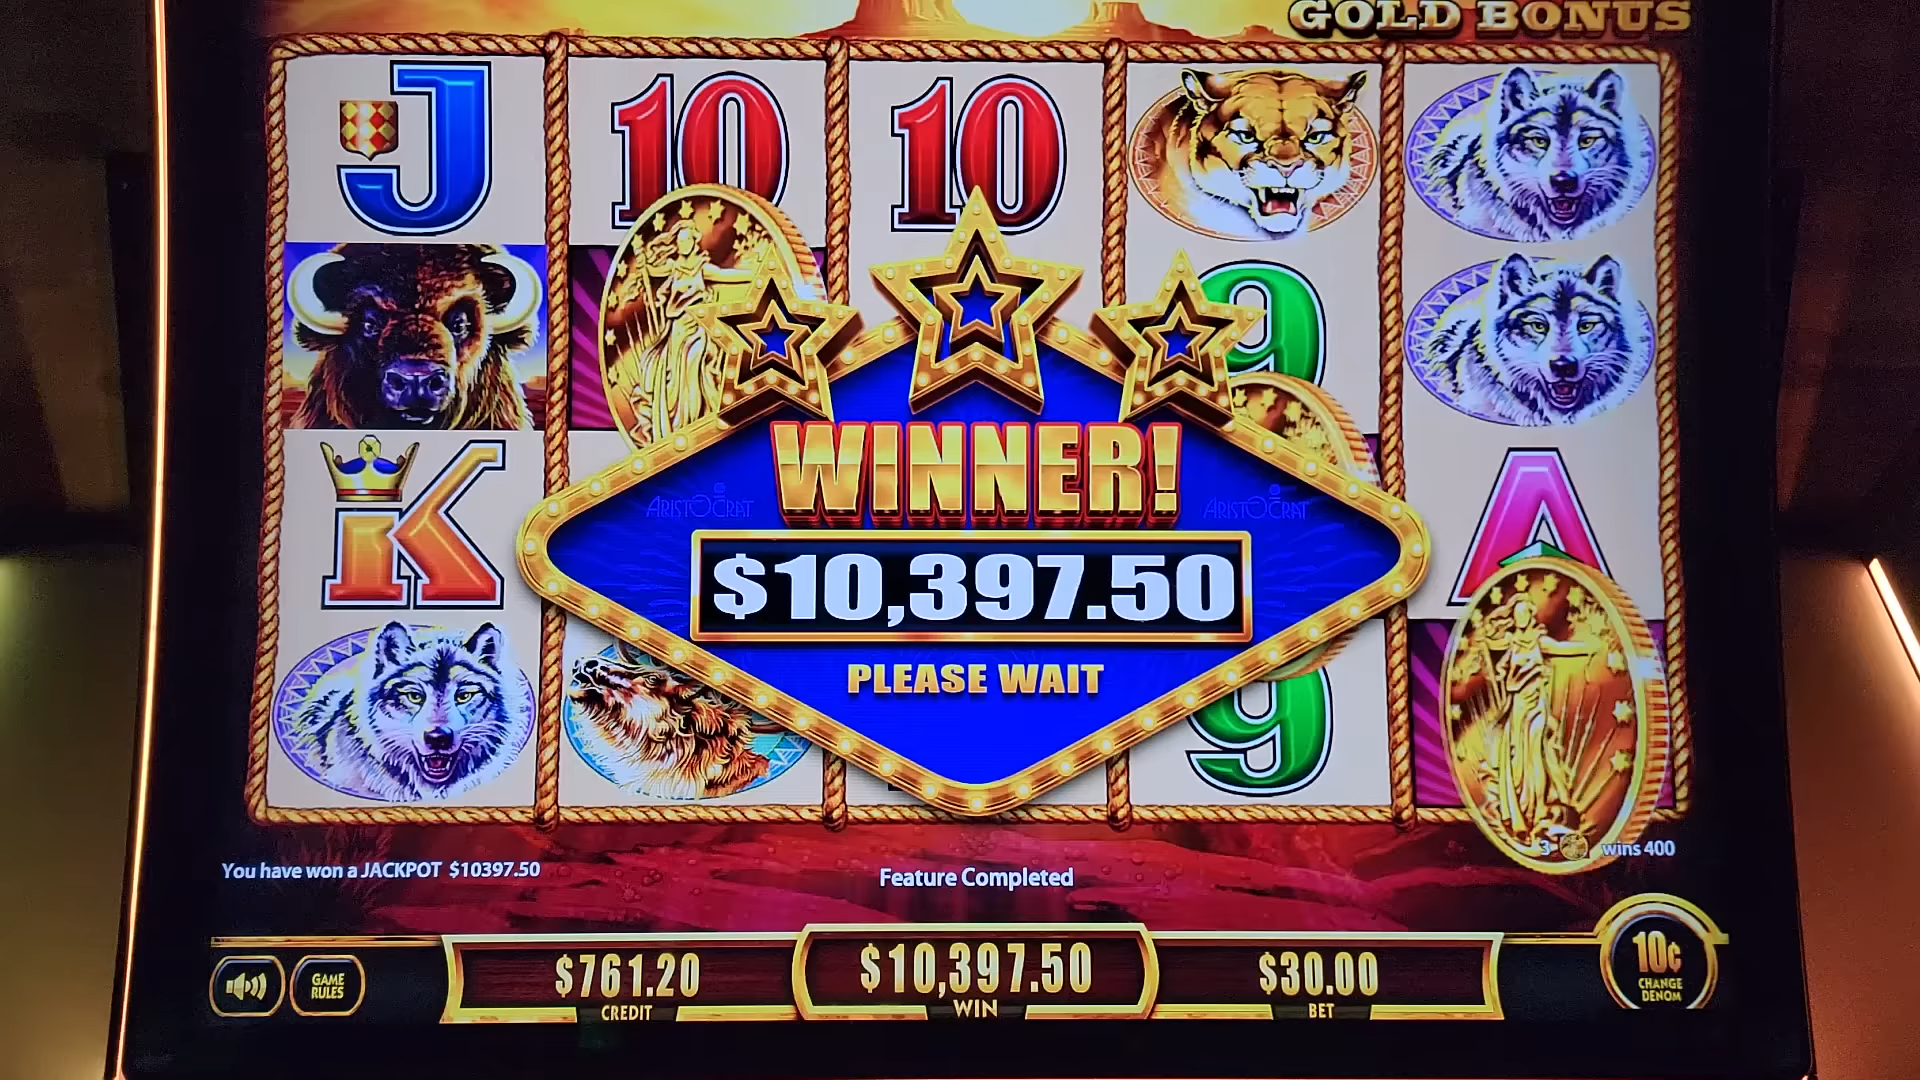 GOLD BONUS
J 10 10
9
WINNER!
ARISTOCRAT ARISTOCRAT
$10,397.50
K A
PLEASE WAIT
9
3 wins 400
You have won a JACKPOT $10397.50
Feature Completed
GAME RULES
$761.20
CREDIT
$10,397.50
WIN
$30.00
BET
10¢
CHANGE
DENOM